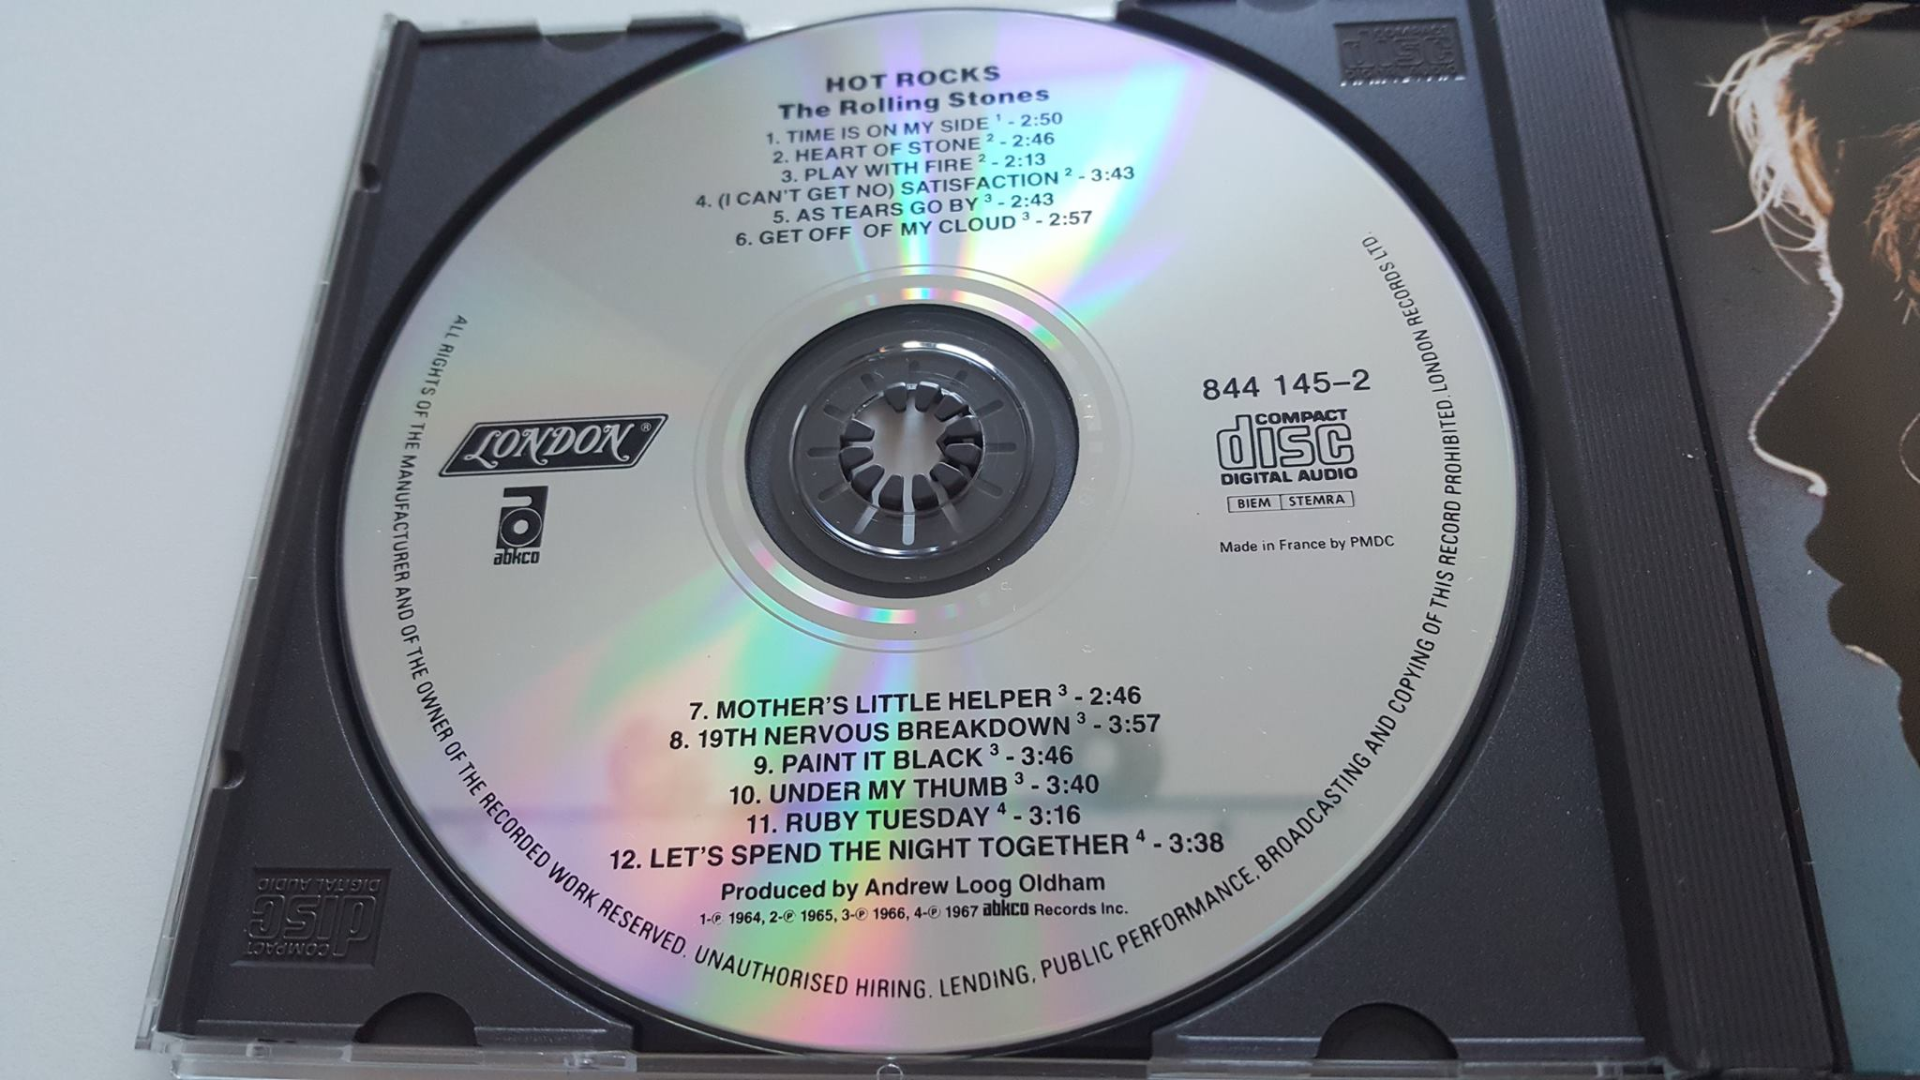 HOT ROCKS
The Rolling Stones
1. TIME IS ON MY SIDE ¹ - 2:50
2. HEART OF STONE ² - 2:46
3. PLAY WITH FIRE ² - 2:13
4. (I CAN'T GET NO) SATISFACTION ² - 3:43
5. AS TEARS GO BY ³ - 2:43
6. GET OFF OF MY CLOUD ³ - 2:57
LONDON ®
abkco
844 145-2
COMPACT
disc
DIGITAL AUDIO
BIEM STEMRA
Made in France by PMDC
7. MOTHER'S LITTLE HELPER ³ - 2:46
8. 19TH NERVOUS BREAKDOWN ³ - 3:57
9. PAINT IT BLACK ³ - 3:46
10. UNDER MY THUMB ³ - 3:40
11. RUBY TUESDAY ⁴ - 3:16
12. LET'S SPEND THE NIGHT TOGETHER ⁴ - 3:38
Produced by Andrew Loog Oldham
1-℗ 1964, 2-℗ 1965, 3-℗ 1966, 4-℗ 1967 abkco Records Inc.
ALL RIGHTS OF THE MANUFACTURER AND OF THE OWNER OF THE RECORDED WORK RESERVED. UNAUTHORISED HIRING. LENDING, PUBLIC PERFORMANCE, BROADCASTING AND COPYING OF THIS RECORD PROHIBITED. LONDON RECORDS LTD.
COMPACT
disc
DIGITAL AUDIO